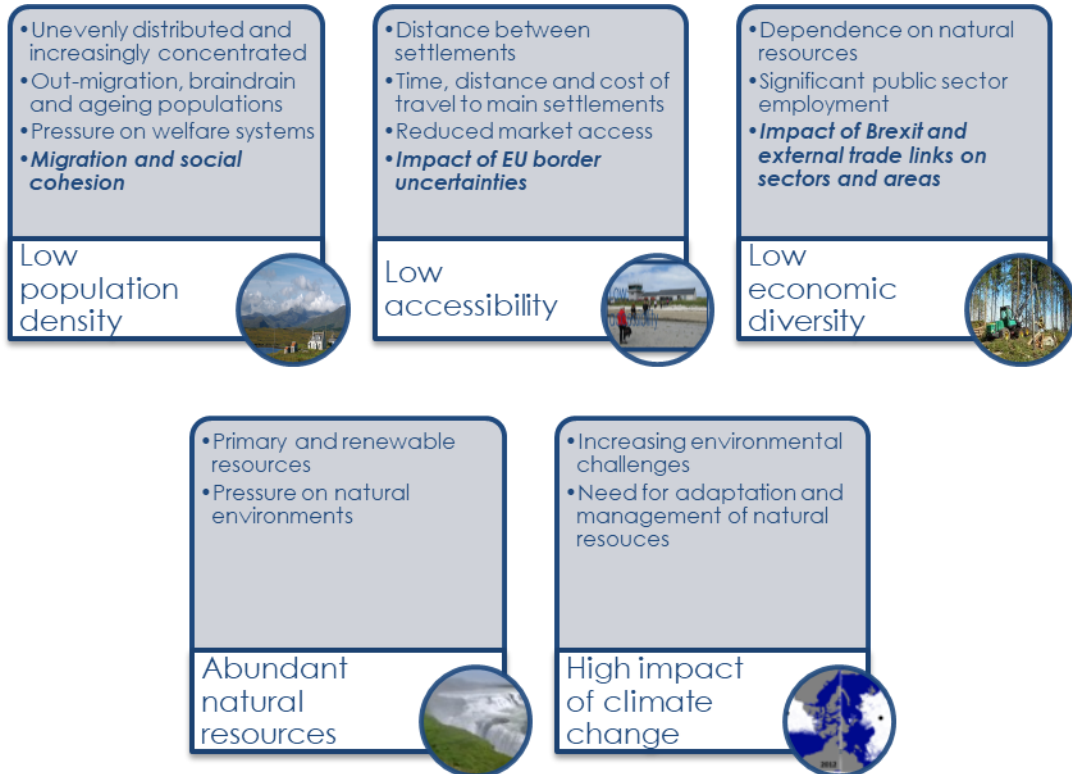 •Unevenly distributed and
increasingly concentrated
•Out-migration, braindrain
and ageing populations
•Pressure on welfare systems
•Migration and social
cohesion
Low
population
density
•Distance between
settlements
•Time, distance and cost of
travel to main settlements
•Reduced market access
•Impact of EU border
uncertainties
Low
accessibility
Low
•Dependence on natural
resources
•Significant public sector
employment
•Impact of Brexit and
external trade links on
sectors and areas
Low
economic
diversity
•Primary and renewable
resources
•Pressure on natural
environments
Abundant
natural
resources
•Increasing environmental
challenges
•Need for adaptation and
management of natural
resouces
High impact
of climate
change
2012